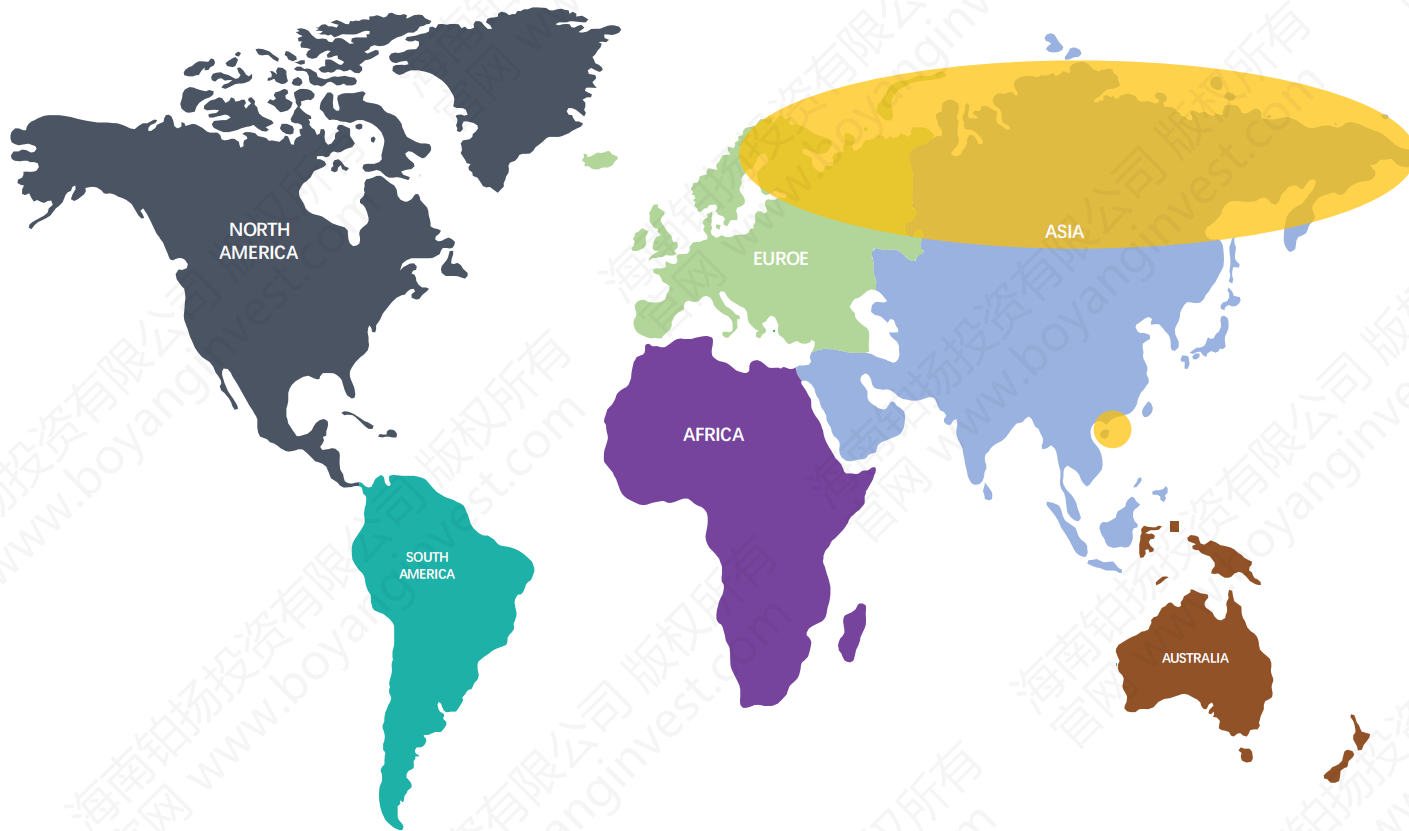 NORTH
AMERICA
EUROE
ASIA
AFRICA
SOUTH
AMERICA
AUSTRALIA
海南铂扬投资有限公司 版权所有
官网 www.boyanginvest.com